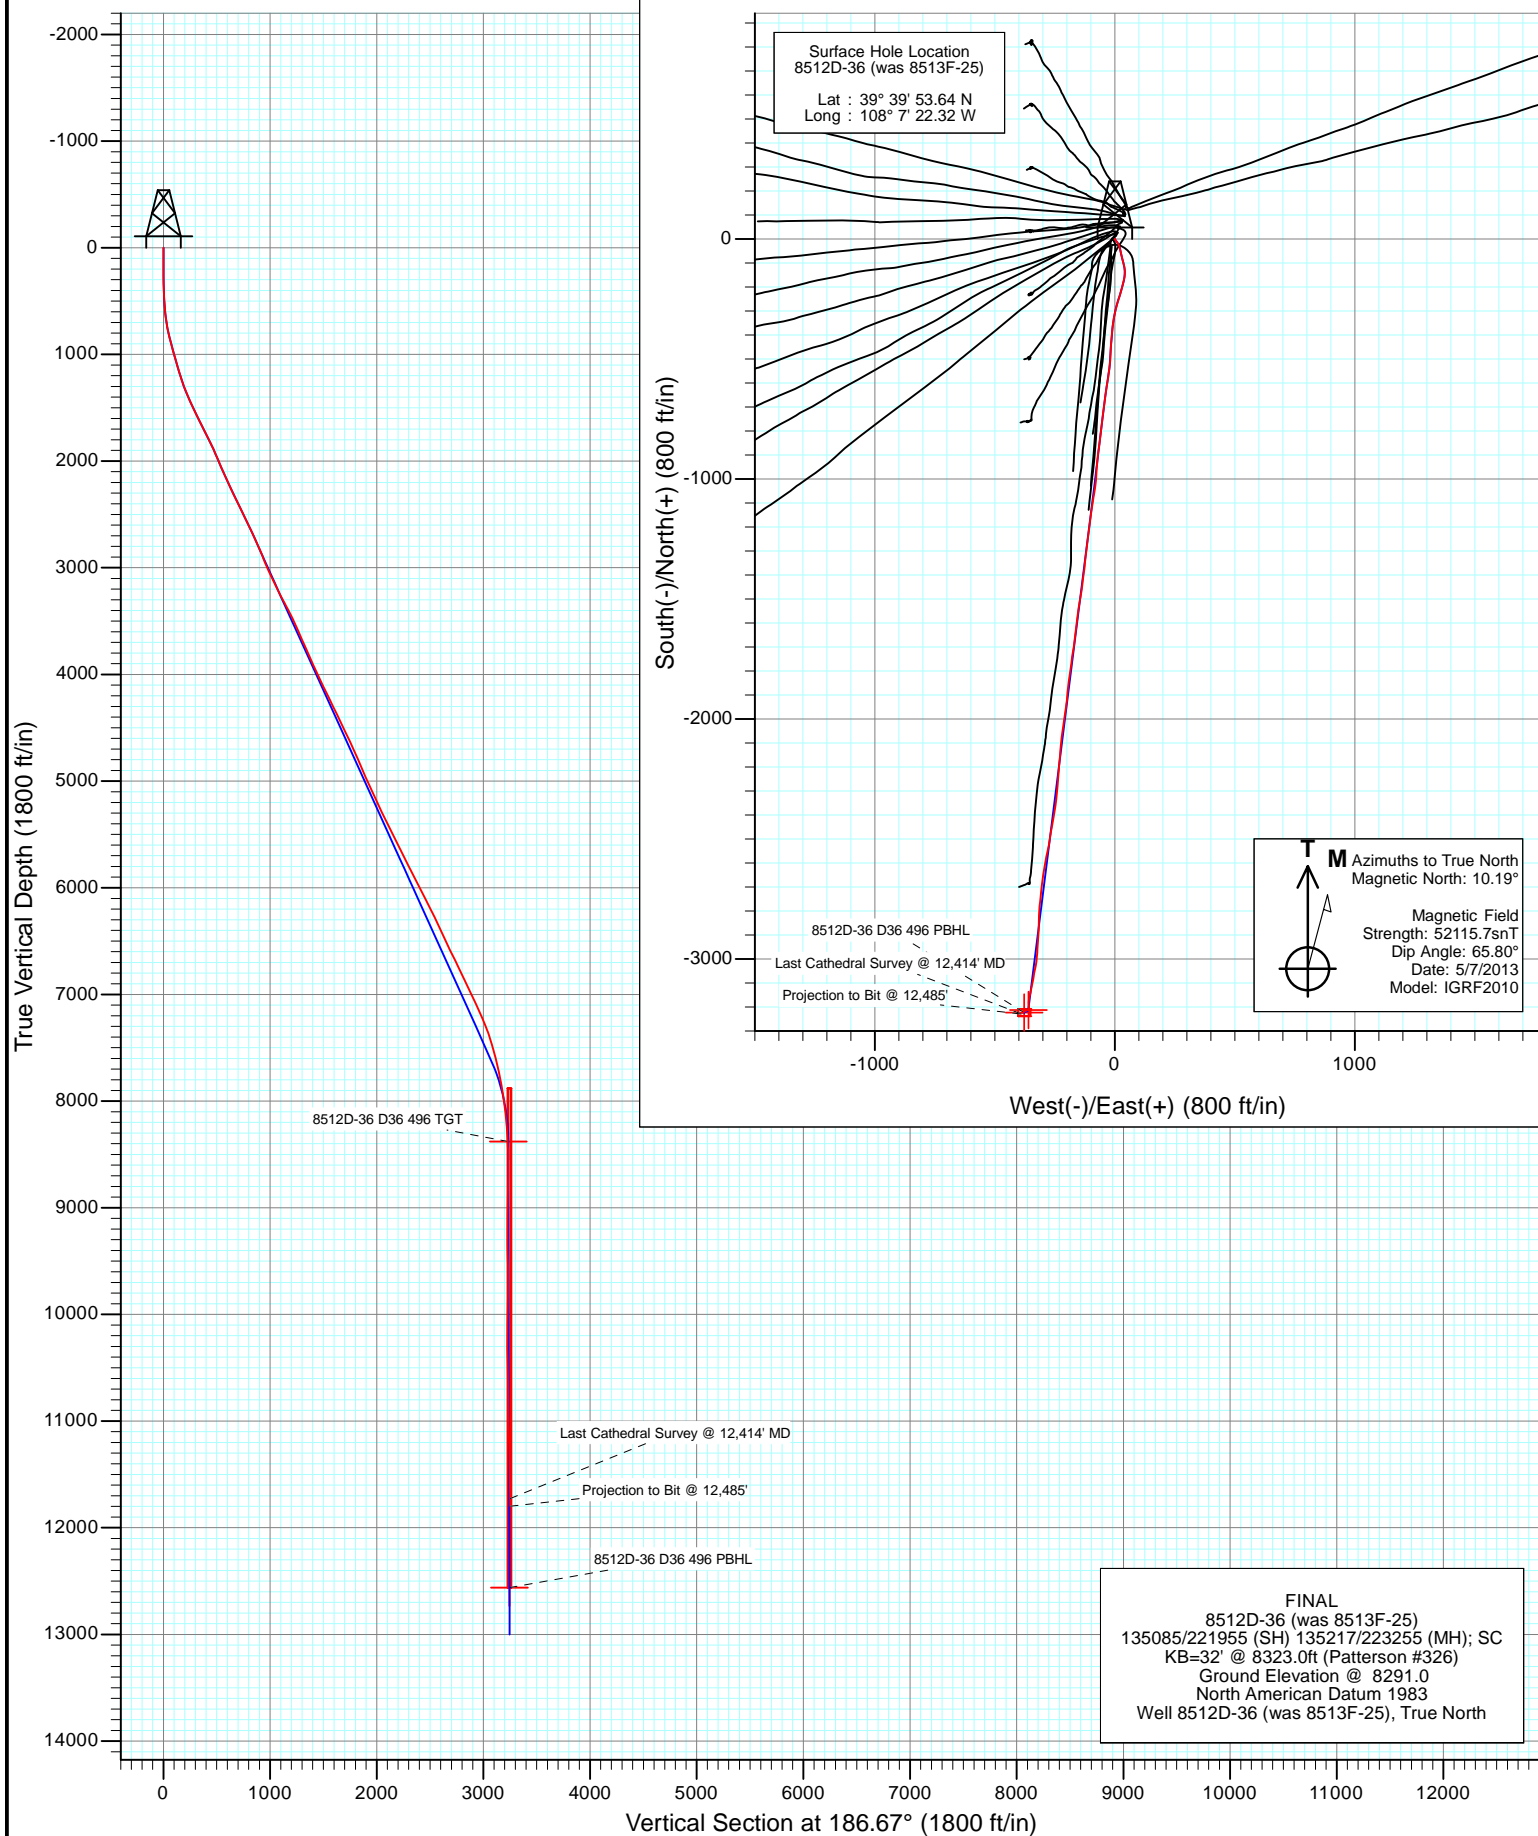 -2000
-1000
0
1000
2000
3000
4000
5000
6000
7000
8000
9000
10000
11000
12000
13000
14000
True Vertical Depth (1800 ft/in)
0
1000
2000
3000
4000
5000
6000
7000
8000
9000
10000
11000
12000
Vertical Section at 186.67° (1800 ft/in)
8512D-36 D36 496 TGT
Last Cathedral Survey @ 12,414' MD
Projection to Bit @ 12,485'
8512D-36 D36 496 PBHL
Surface Hole Location
8512D-36 (was 8513F-25)
Lat : 39° 39' 53.64 N
Long : 108° 7' 22.32 W
0
-1000
-2000
-3000
South(-)/North(+) (800 ft/in)
8512D-36 D36 496 PBHL
Last Cathedral Survey @ 12,414' MD
Projection to Bit @ 12,485'
-1000
0
1000
West(-)/East(+) (800 ft/in)
T
M
Azimuths to True North
Magnetic North: 10.19°
Magnetic Field
Strength: 52115.7snT
Dip Angle: 65.80°
Date: 5/7/2013
Model: IGRF2010
FINAL
8512D-36 (was 8513F-25)
135085/221955 (SH) 135217/223255 (MH); SC
KB=32' @ 8323.0ft (Patterson #326)
Ground Elevation @ 8291.0
North American Datum 1983
Well 8512D-36 (was 8513F-25), True North